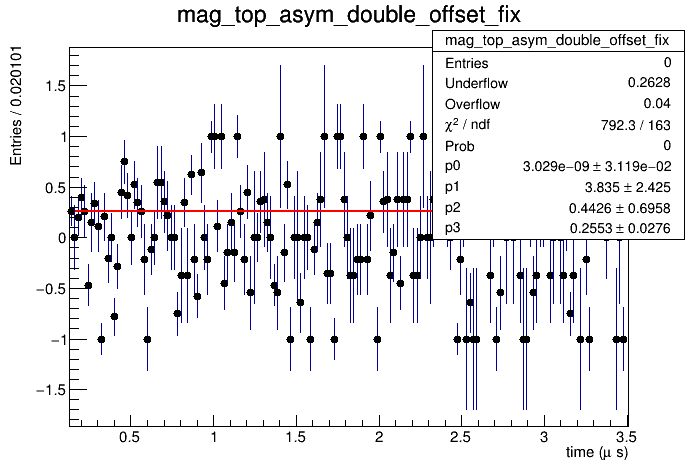 mag_top_asym_double_offset_fix
mag_top_asym_double_offset_fix
Entries 0
Underflow 0.2628
Overflow 0.04
χ² / ndf 792.3 / 163
Prob 0
p0 3.029e−09 ± 3.119e−02
p1 3.835 ± 2.425
p2 0.4426 ± 0.6958
p3 0.2553 ± 0.0276
Entries / 0.020101
1.5
1
0.5
0
−0.5
−1
−1.5
0.5 1 1.5 2 2.5 3 3.5
time (μ s)